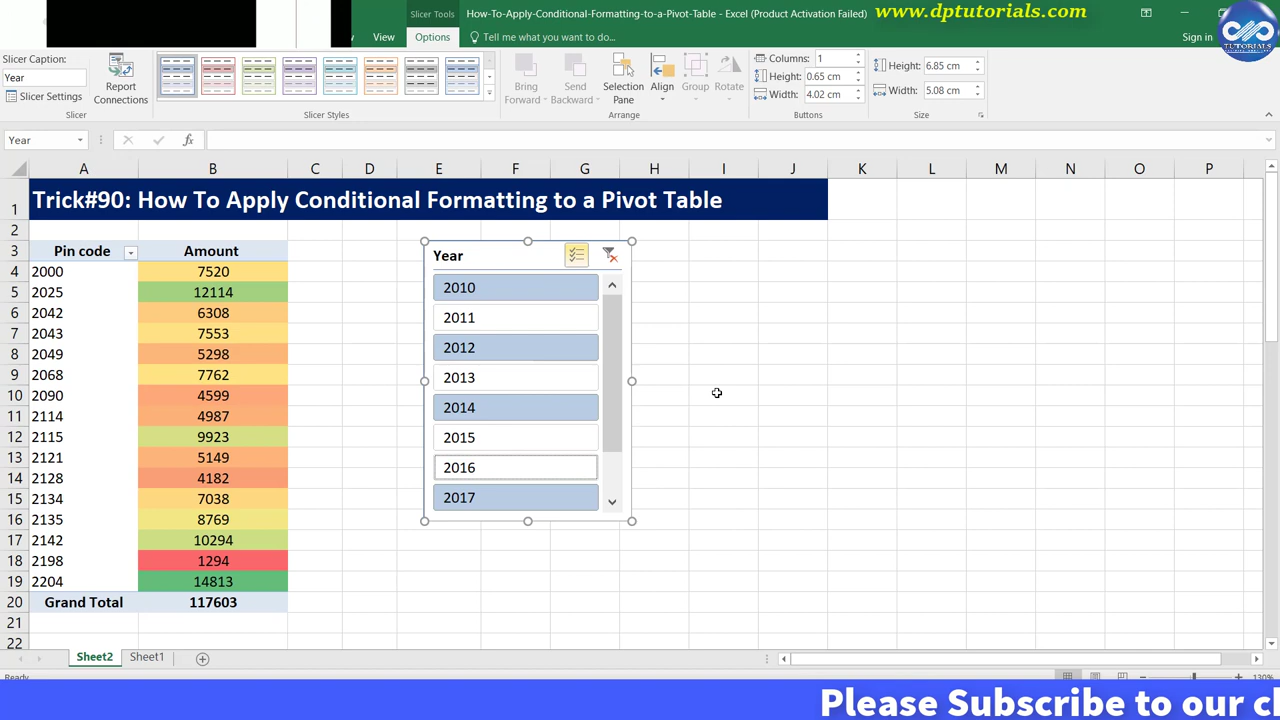 Slicer Tools
How-To-Apply-Conditional-Formatting-to-a-Pivot-Table - Excel (Product Activation Failed)
www.dptutorials.com
View
Options
Tell me what you want to do...
Sign in
TUTORIALS
Slicer Caption:
Year
Slicer Settings
Report Connections
Slicer
Slicer Styles
Bring Forward
Send Backward
Selection Pane
Align
Group
Rotate
Arrange
Columns: 1
Height: 0.65 cm
Width: 4.02 cm
Buttons
Height: 6.85 cm
Width: 5.08 cm
Size
Year
fx
A B C D E F G H I J K L M N O P
1 Trick#90: How To Apply Conditional Formatting to a Pivot Table
2
3 Pin code Amount
4 2000 7520
5 2025 12114
6 2042 6308
7 2043 7553
8 2049 5298
9 2068 7762
10 2090 4599
11 2114 4987
12 2115 9923
13 2121 5149
14 2128 4182
15 2134 7038
16 2135 8769
17 2142 10294
18 2198 1294
19 2204 14813
20 Grand Total 117603
21
22
Year
2010
2011
2012
2013
2014
2015
2016
2017
Sheet2 Sheet1
Ready
130%
Please Subscribe to our